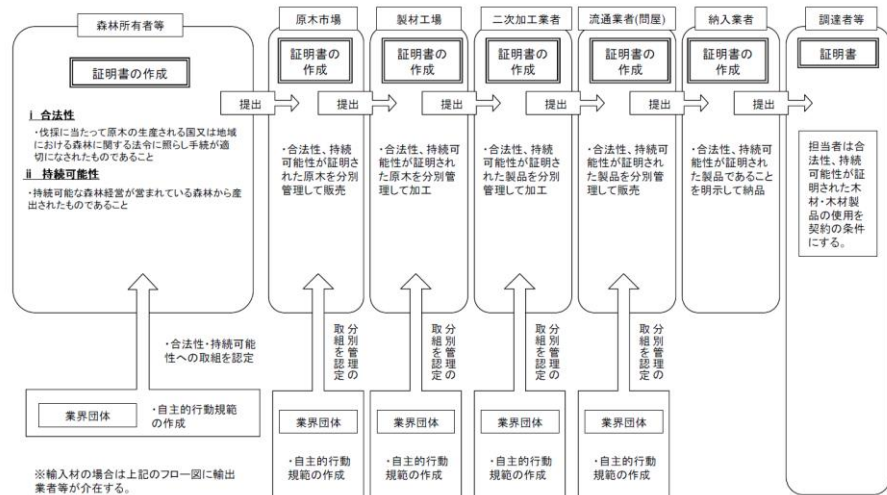 森林所有者等
証明書の作成
i 合法性
・伐採に当たって原木の生産される国又は地域
における森林に関する法令に照らし手続が適
切になされたものであること
ii 持続可能性
・持続可能な森林経営が営まれている森林から産
出されたものであること
・合法性・持続可能
性への取組を認定
業界団体
・自主的行動規範
の作成
※輸入材の場合は上記のフロー図に輸出
業者等が介在する。
提出
原木市場
証明書の
作成
・合法性、持続
可能性が証明さ
れた原木を分別
管理して販売
分別管理の
取組を認定
業界団体
・自主的行動
規範の作成
提出
製材工場
証明書の
作成
・合法性、持続
可能性が証明さ
れた原木を分別
管理して加工
分別管理の
取組を認定
業界団体
・自主的行動
規範の作成
提出
二次加工業者
証明書の
作成
・合法性、持続
可能性が証明さ
れた製品を分別
管理して加工
分別管理の
取組を認定
業界団体
・自主的行動
規範の作成
提出
流通業者(問屋)
証明書の
作成
・合法性、持続
可能性が証明さ
れた製品を分別
管理して販売
分別管理の
取組を認定
業界団体
・自主的行動
規範の作成
提出
納入業者
証明書の
作成
・合法性、持続
可能性が証明さ
れた製品であること
を明示して納品
提出
調達者等
証明書
担当者は合
法性、持続
可能性が証
明された木
材・木材製
品の使用を
契約の条件
にする。